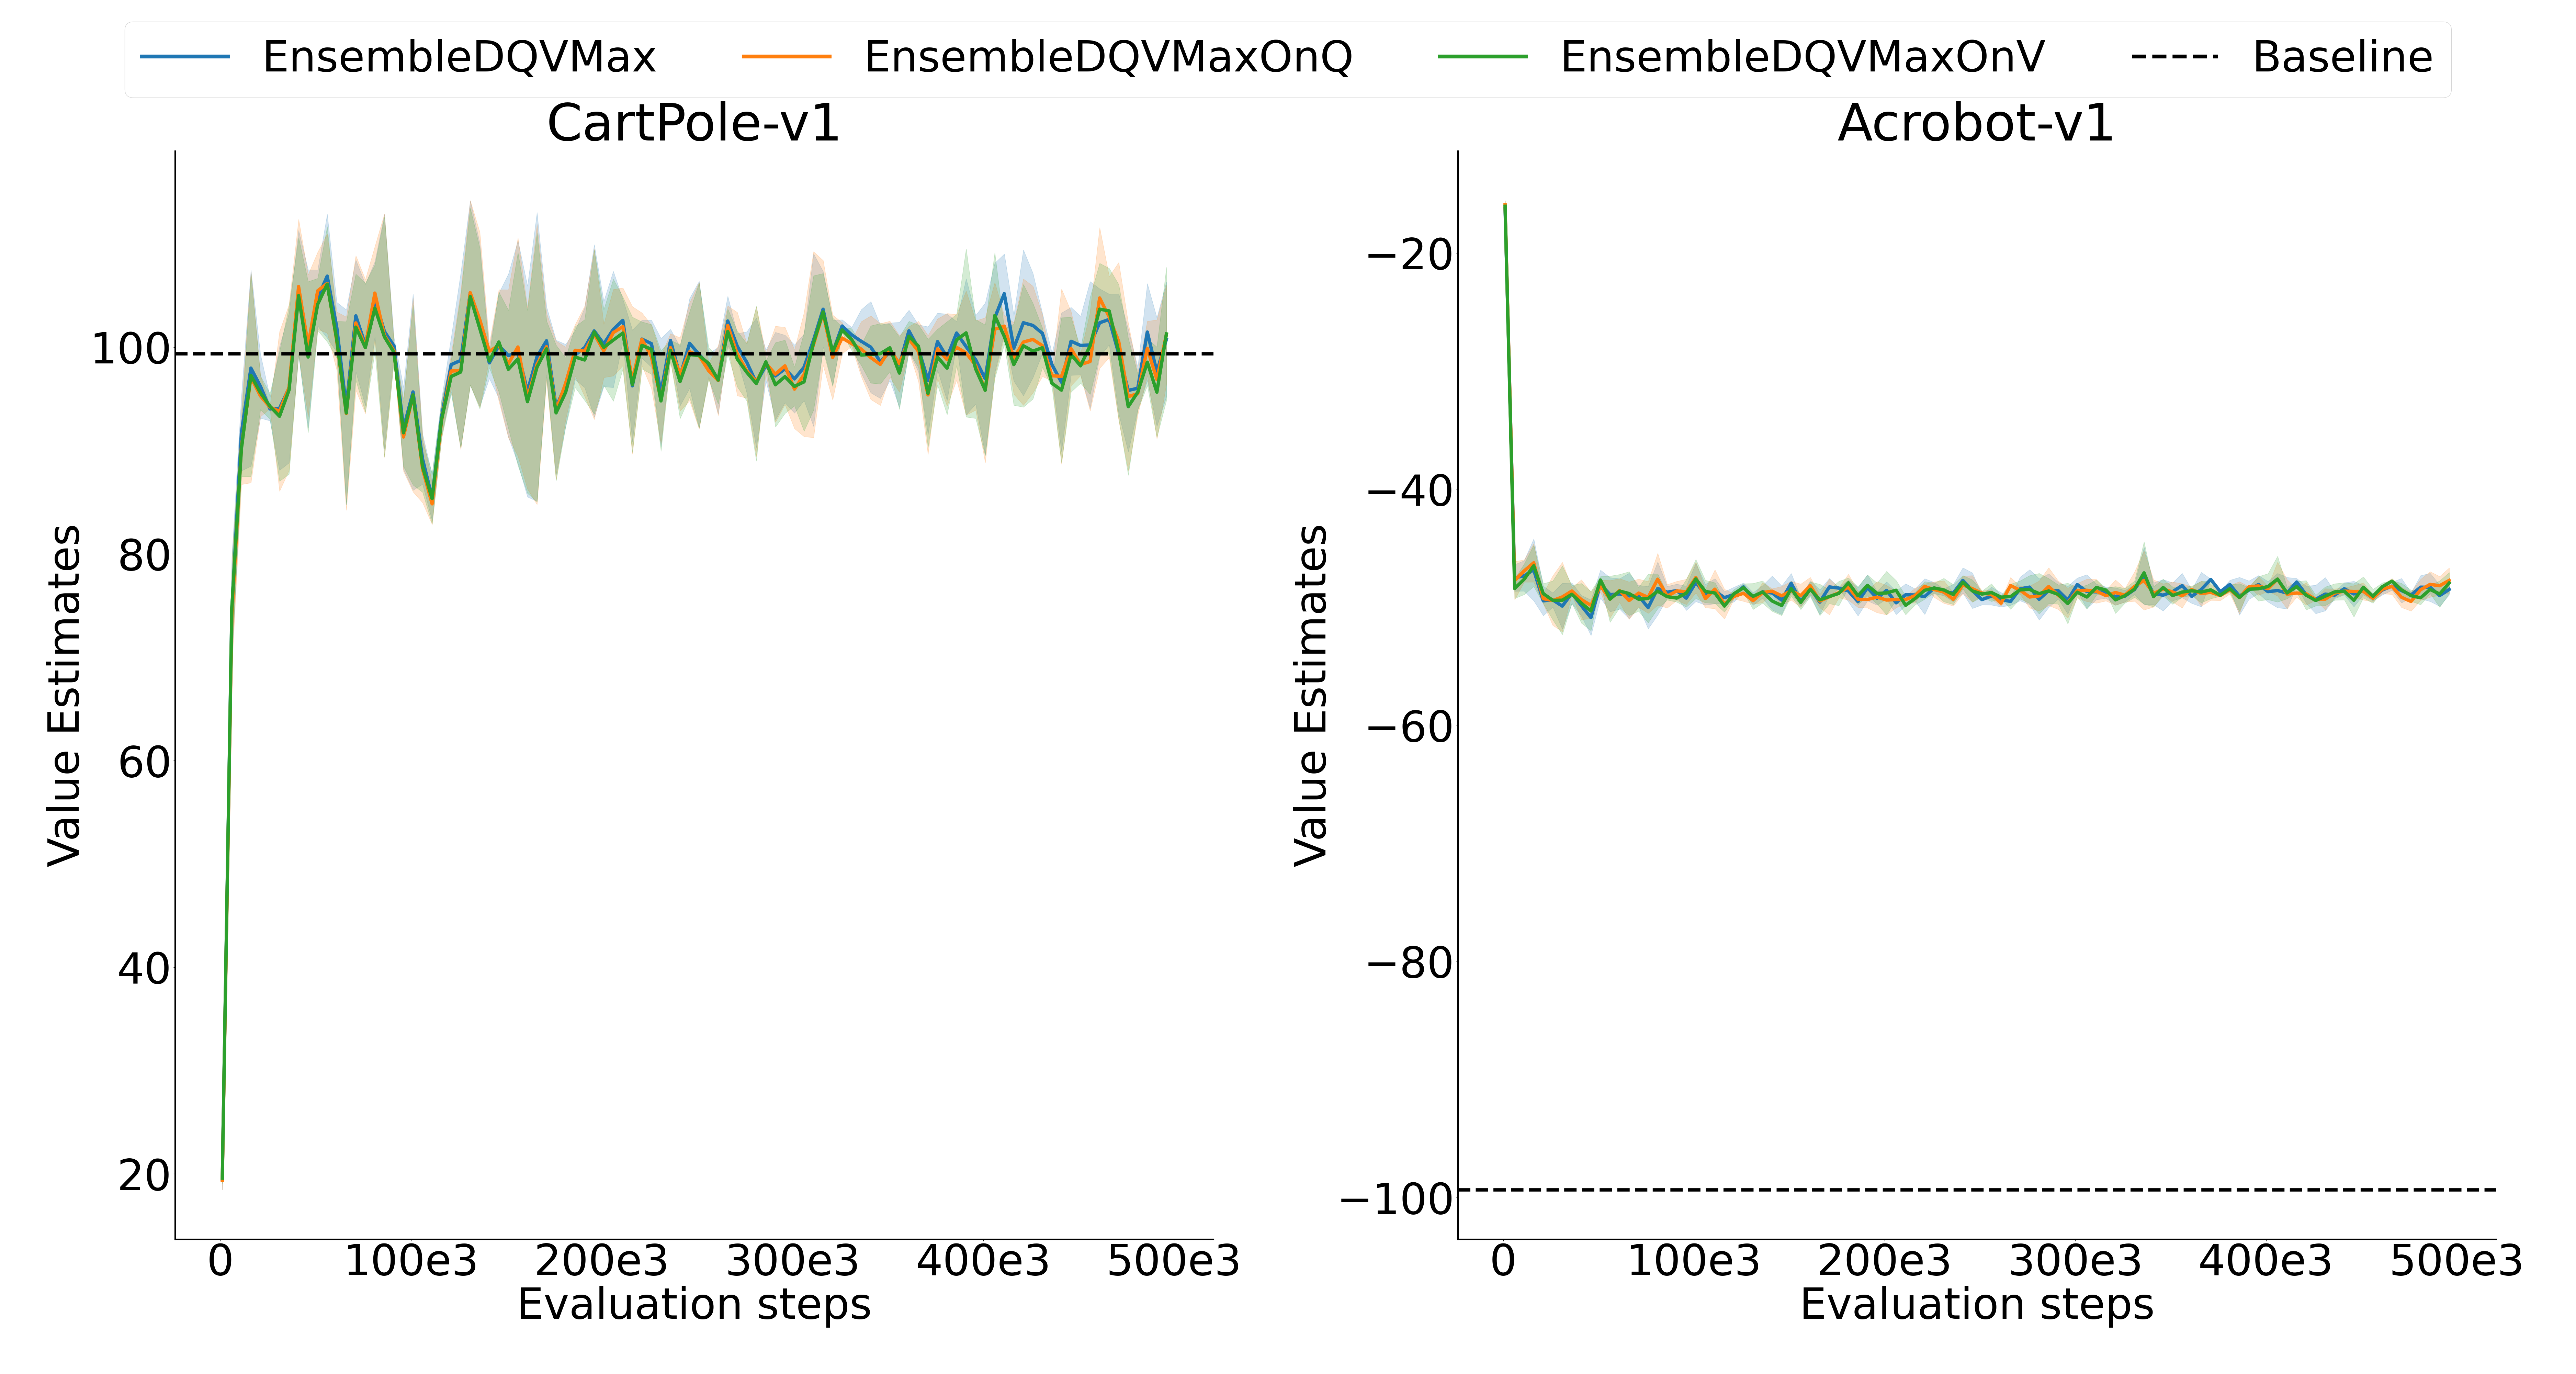 EnsembleDQVMax EnsembleDQVMaxOnQ EnsembleDQVMaxOnV Baseline
CartPole-v1
Value Estimates
100
80
60
40
20
0 100e3 200e3 300e3 400e3 500e3
Evaluation steps
Acrobot-v1
Value Estimates
−20
−40
−60
−80
−100
0 100e3 200e3 300e3 400e3 500e3
Evaluation steps